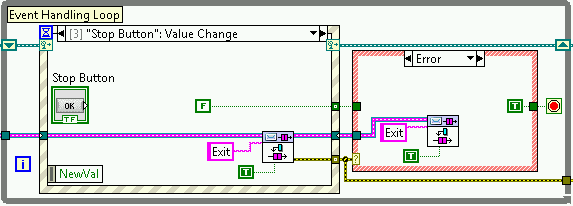 Event Handling Loop
[3] "Stop Button": Value Change
Error
Stop Button
OK
TF
F
T
Exit
Exit
T
T
i
NewVal
?